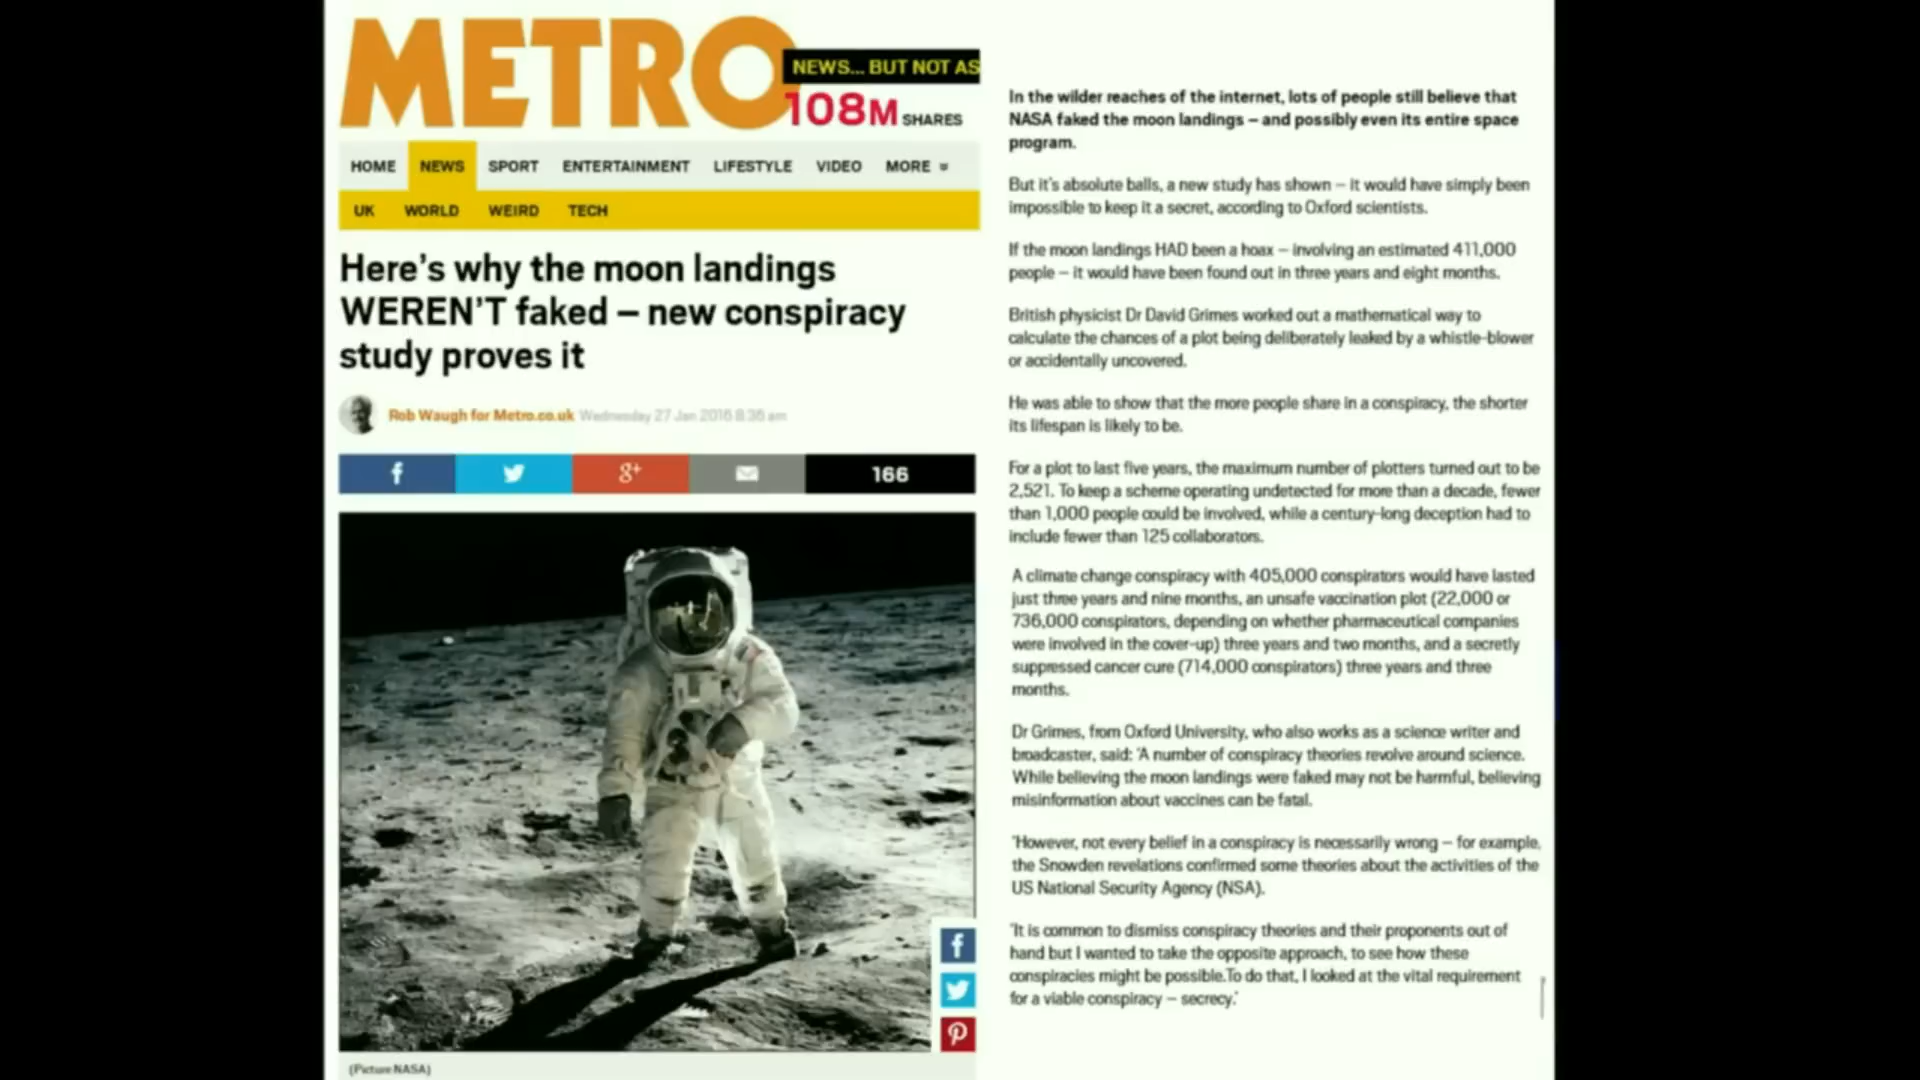 METRO
NEWS... BUT NOT AS
108M SHARES
HOME NEWS SPORT ENTERTAINMENT LIFESTYLE VIDEO MORE
UK WORLD WEIRD TECH
Here's why the moon landings
WEREN'T faked – new conspiracy
study proves it
Rob Waugh for Metro.co.uk Wednesday 27 Jan 2016 8:36 am
f 8+ 166
f
(Picture NASA)
In the wilder reaches of the internet, lots of people still believe that
NASA faked the moon landings – and possibly even its entire space
program.
But it's absolute balls, a new study has shown – it would have simply been
impossible to keep it a secret, according to Oxford scientists.
If the moon landings HAD been a hoax – involving an estimated 411,000
people – it would have been found out in three years and eight months.
British physicist Dr David Grimes worked out a mathematical way to
calculate the chances of a plot being deliberately leaked by a whistle-blower
or accidentally uncovered.
He was able to show that the more people share in a conspiracy, the shorter
its lifespan is likely to be.
For a plot to last five years, the maximum number of plotters turned out to be
2,521. To keep a scheme operating undetected for more than a decade, fewer
than 1,000 people could be involved, while a century-long deception had to
include fewer than 125 collaborators.
A climate change conspiracy with 405,000 conspirators would have lasted
just three years and nine months, an unsafe vaccination plot (22,000 or
736,000 conspirators, depending on whether pharmaceutical companies
were involved in the cover-up) three years and two months, and a secretly
suppressed cancer cure (714,000 conspirators) three years and three
months.
Dr Grimes, from Oxford University, who also works as a science writer and
broadcaster, said: 'A number of conspiracy theories revolve around science.
While believing the moon landings were faked may not be harmful, believing
misinformation about vaccines can be fatal.
'However, not every belief in a conspiracy is necessarily wrong – for example,
the Snowden revelations confirmed some theories about the activities of the
US National Security Agency (NSA).
'It is common to dismiss conspiracy theories and their proponents out of
hand but I wanted to take the opposite approach, to see how these
conspiracies might be possible.To do that, I looked at the vital requirement
for a viable conspiracy – secrecy.'